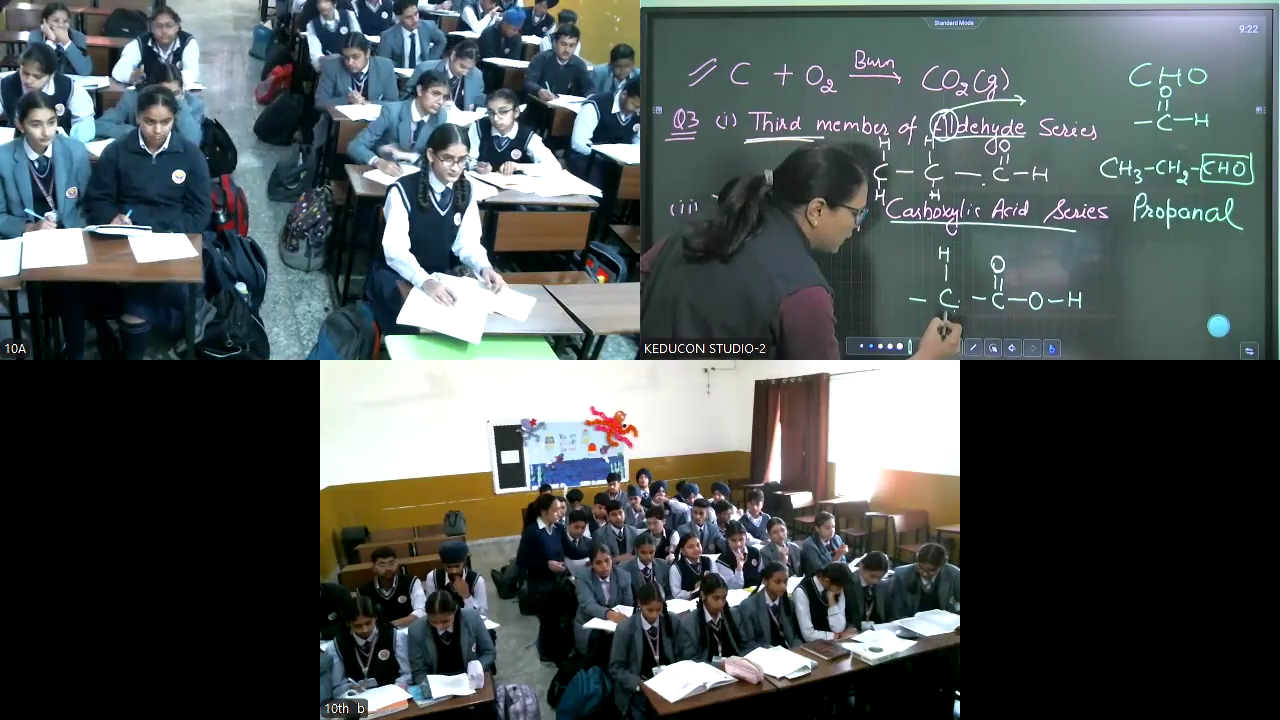 Standard Mode
9:22
C + O2 Burn → CO2(g)
Q3 (i) Third member of Aldehyde Series
H H O
C — C — C — H
H H
(iii)
Carboxylic Acid Series
H O
— C — C — O — H
CHO
O
— C — H
CH3-CH2-CHO
Propanal
10A
KEDUCON STUDIO-2
10th b